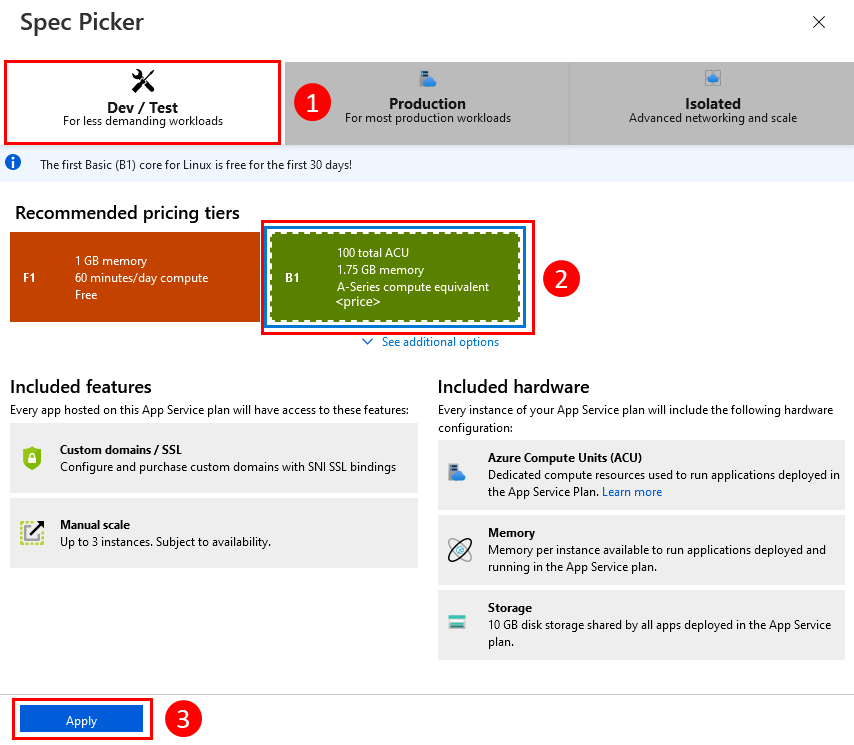 Spec Picker
Dev / Test
For less demanding workloads
1
Production
For most production workloads
Isolated
Advanced networking and scale
The first Basic (B1) core for Linux is free for the first 30 days!
Recommended pricing tiers
F1
1 GB memory
60 minutes/day compute
Free
B1
100 total ACU
1.75 GB memory
A-Series compute equivalent
<price>
2
See additional options
Included features
Every app hosted on this App Service plan will have access to these features:
Custom domains / SSL
Configure and purchase custom domains with SNI SSL bindings
Manual scale
Up to 3 instances. Subject to availability.
Included hardware
Every instance of your App Service plan will include the following hardware
configuration:
Azure Compute Units (ACU)
Dedicated compute resources used to run applications deployed in
the App Service Plan. Learn more
Memory
Memory per instance available to run applications deployed and
running in the App Service plan.
Storage
10 GB disk storage shared by all apps deployed in the App Service
plan.
Apply
3